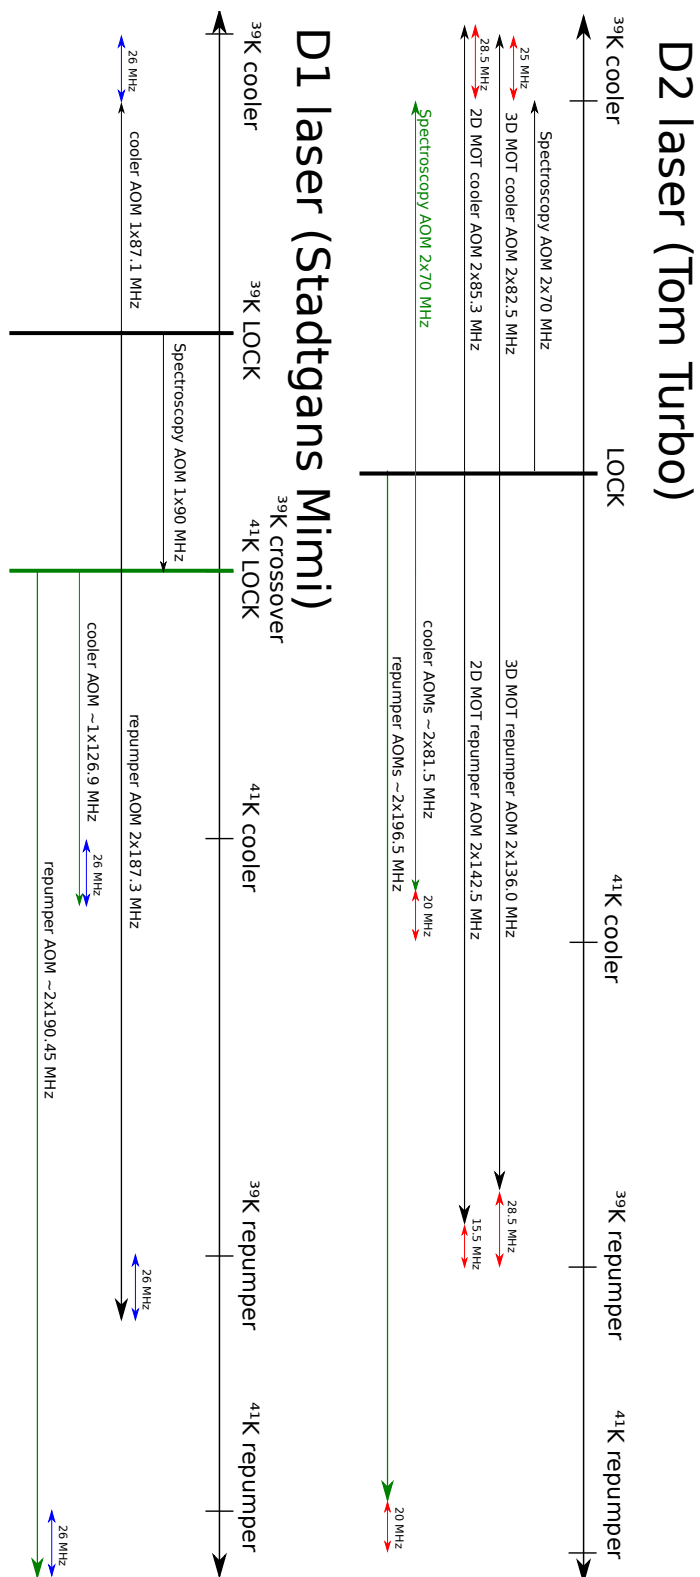 D2 laser (Tom Turbo)
³⁹K cooler
LOCK
⁴¹K cooler
³⁹K repumper
⁴¹K repumper
Spectroscopy AOM 2x70 MHz
25 MHz
3D MOT cooler AOM 2x82.5 MHz
3D MOT repumper AOM 2x136.0 MHz
28.5 MHz
28.5 MHz
2D MOT cooler AOM 2x85.3 MHz
2D MOT repumper AOM 2x142.5 MHz
15.5 MHz
Spectroscopy AOM 2x70 MHz
cooler AOMs ~2x81.5 MHz
20 MHz
repumper AOMs ~2x196.5 MHz
20 MHz
D1 laser (Stadtgans Mimi)
³⁹K cooler
³⁹K LOCK
³⁹K crossover
⁴¹K LOCK
⁴¹K cooler
³⁹K repumper
⁴¹K repumper
Spectroscopy AOM 1x90 MHz
26 MHz
cooler AOM 1x87.1 MHz
repumper AOM 2x187.3 MHz
26 MHz
cooler AOM ~1x126.9 MHz
26 MHz
repumper AOM ~2x190.45 MHz
26 MHz